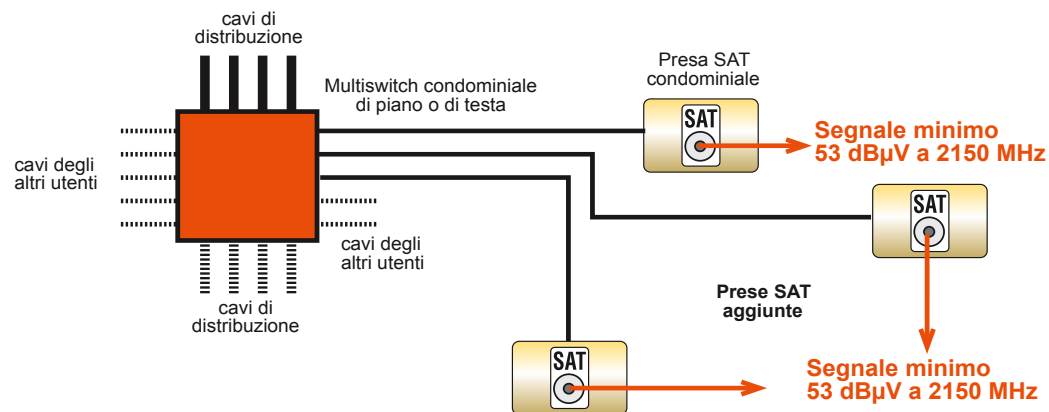 cavi di
distribuzione
Multiswitch condominiale
di piano o di testa
Presa SAT
condominiale
SAT
Segnale minimo
53 dBµV a 2150 MHz
cavi degli
altri utenti
SAT
cavi degli
altri utenti
cavi di
distribuzione
Prese SAT
aggiunte
SAT
Segnale minimo
53 dBµV a 2150 MHz